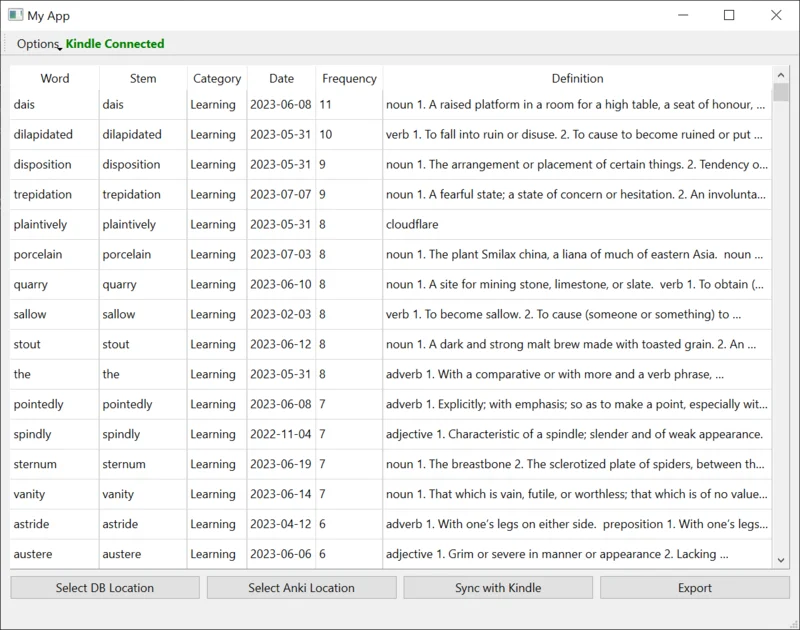 My App
Options Kindle Connected
Word Stem Category Date Frequency Definition
dais dais Learning 2023-06-08 11 noun 1. A raised platform in a room for a high table, a seat of honour, ...
dilapidated dilapidated Learning 2023-05-31 10 verb 1. To fall into ruin or disuse. 2. To cause to become ruined or put ...
disposition disposition Learning 2023-05-31 9 noun 1. The arrangement or placement of certain things. 2. Tendency o...
trepidation trepidation Learning 2023-07-07 9 noun 1. A fearful state; a state of concern or hesitation. 2. An involunta...
plaintively plaintively Learning 2023-05-31 8 cloudflare
porcelain porcelain Learning 2023-07-03 8 noun 1. The plant Smilax china, a liana of much of eastern Asia. noun ...
quarry quarry Learning 2023-06-10 8 noun 1. A site for mining stone, limestone, or slate. verb 1. To obtain (...
sallow sallow Learning 2023-02-03 8 verb 1. To become sallow. 2. To cause (someone or something) to ...
stout stout Learning 2023-06-12 8 noun 1. A dark and strong malt brew made with toasted grain. 2. An ...
the the Learning 2023-05-31 8 adverb 1. With a comparative or with more and a verb phrase, ...
pointedly pointedly Learning 2023-06-08 7 adverb 1. Explicitly; with emphasis; so as to make a point, especially wit...
spindly spindly Learning 2022-11-04 7 adjective 1. Characteristic of a spindle; slender and of weak appearance.
sternum sternum Learning 2023-06-19 7 noun 1. The breastbone 2. The sclerotized plate of spiders, between th...
vanity vanity Learning 2023-06-14 7 noun 1. That which is vain, futile, or worthless; that which is of no value...
astride astride Learning 2023-04-12 6 adverb 1. With one's legs on either side. preposition 1. With one's legs...
austere austere Learning 2023-06-06 6 adjective 1. Grim or severe in manner or appearance 2. Lacking ...
Select DB Location Select Anki Location Sync with Kindle Export